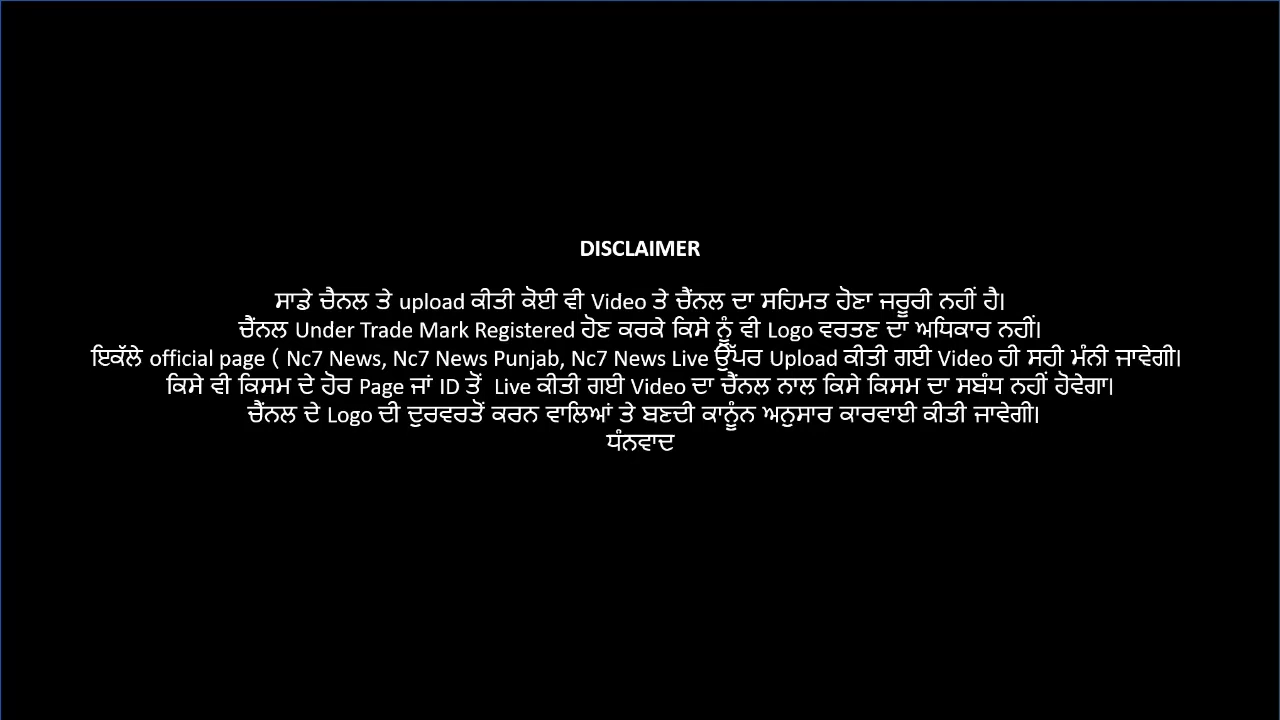 DISCLAIMER
ਸਾਡੇ ਚੈਨਲ ਤੇ upload ਕੀਤੀ ਕੋਈ ਵੀ Video ਤੇ ਚੈਂਨਲ ਦਾ ਸਹਿਮਤ ਹੋਣਾ ਜਰੂਰੀ ਨਹੀਂ ਹੈ।
ਚੈਂਨਲ Under Trade Mark Registered ਹੋਣ ਕਰਕੇ ਕਿਸੇ ਨੂੰ ਵੀ Logo ਵਰਤਣ ਦਾ ਅਧਿਕਾਰ ਨਹੀਂ।
ਇਕੱਲੇ official page ( Nc7 News, Nc7 News Punjab, Nc7 News Live ਉੱਪਰ Upload ਕੀਤੀ ਗਈ Video ਹੀ ਸਹੀ ਮੰਨੀ ਜਾਵੇਗੀ।
ਕਿਸੇ ਵੀ ਕਿਸਮ ਦੇ ਹੋਰ Page ਜਾਂ ID ਤੋਂ Live ਕੀਤੀ ਗਈ Video ਦਾ ਚੈਂਨਲ ਨਾਲ ਕਿਸੇ ਕਿਸਮ ਦਾ ਸਬੰਧ ਨਹੀਂ ਹੋਵੇਗਾ।
ਚੈਂਨਲ ਦੇ Logo ਦੀ ਦੁਰਵਰਤੋਂ ਕਰਨ ਵਾਲਿਆਂ ਤੇ ਬਣਦੀ ਕਾਨੂੰਨ ਅਨੁਸਾਰ ਕਾਰਵਾਈ ਕੀਤੀ ਜਾਵੇਗੀ।
ਧੰਨਵਾਦ